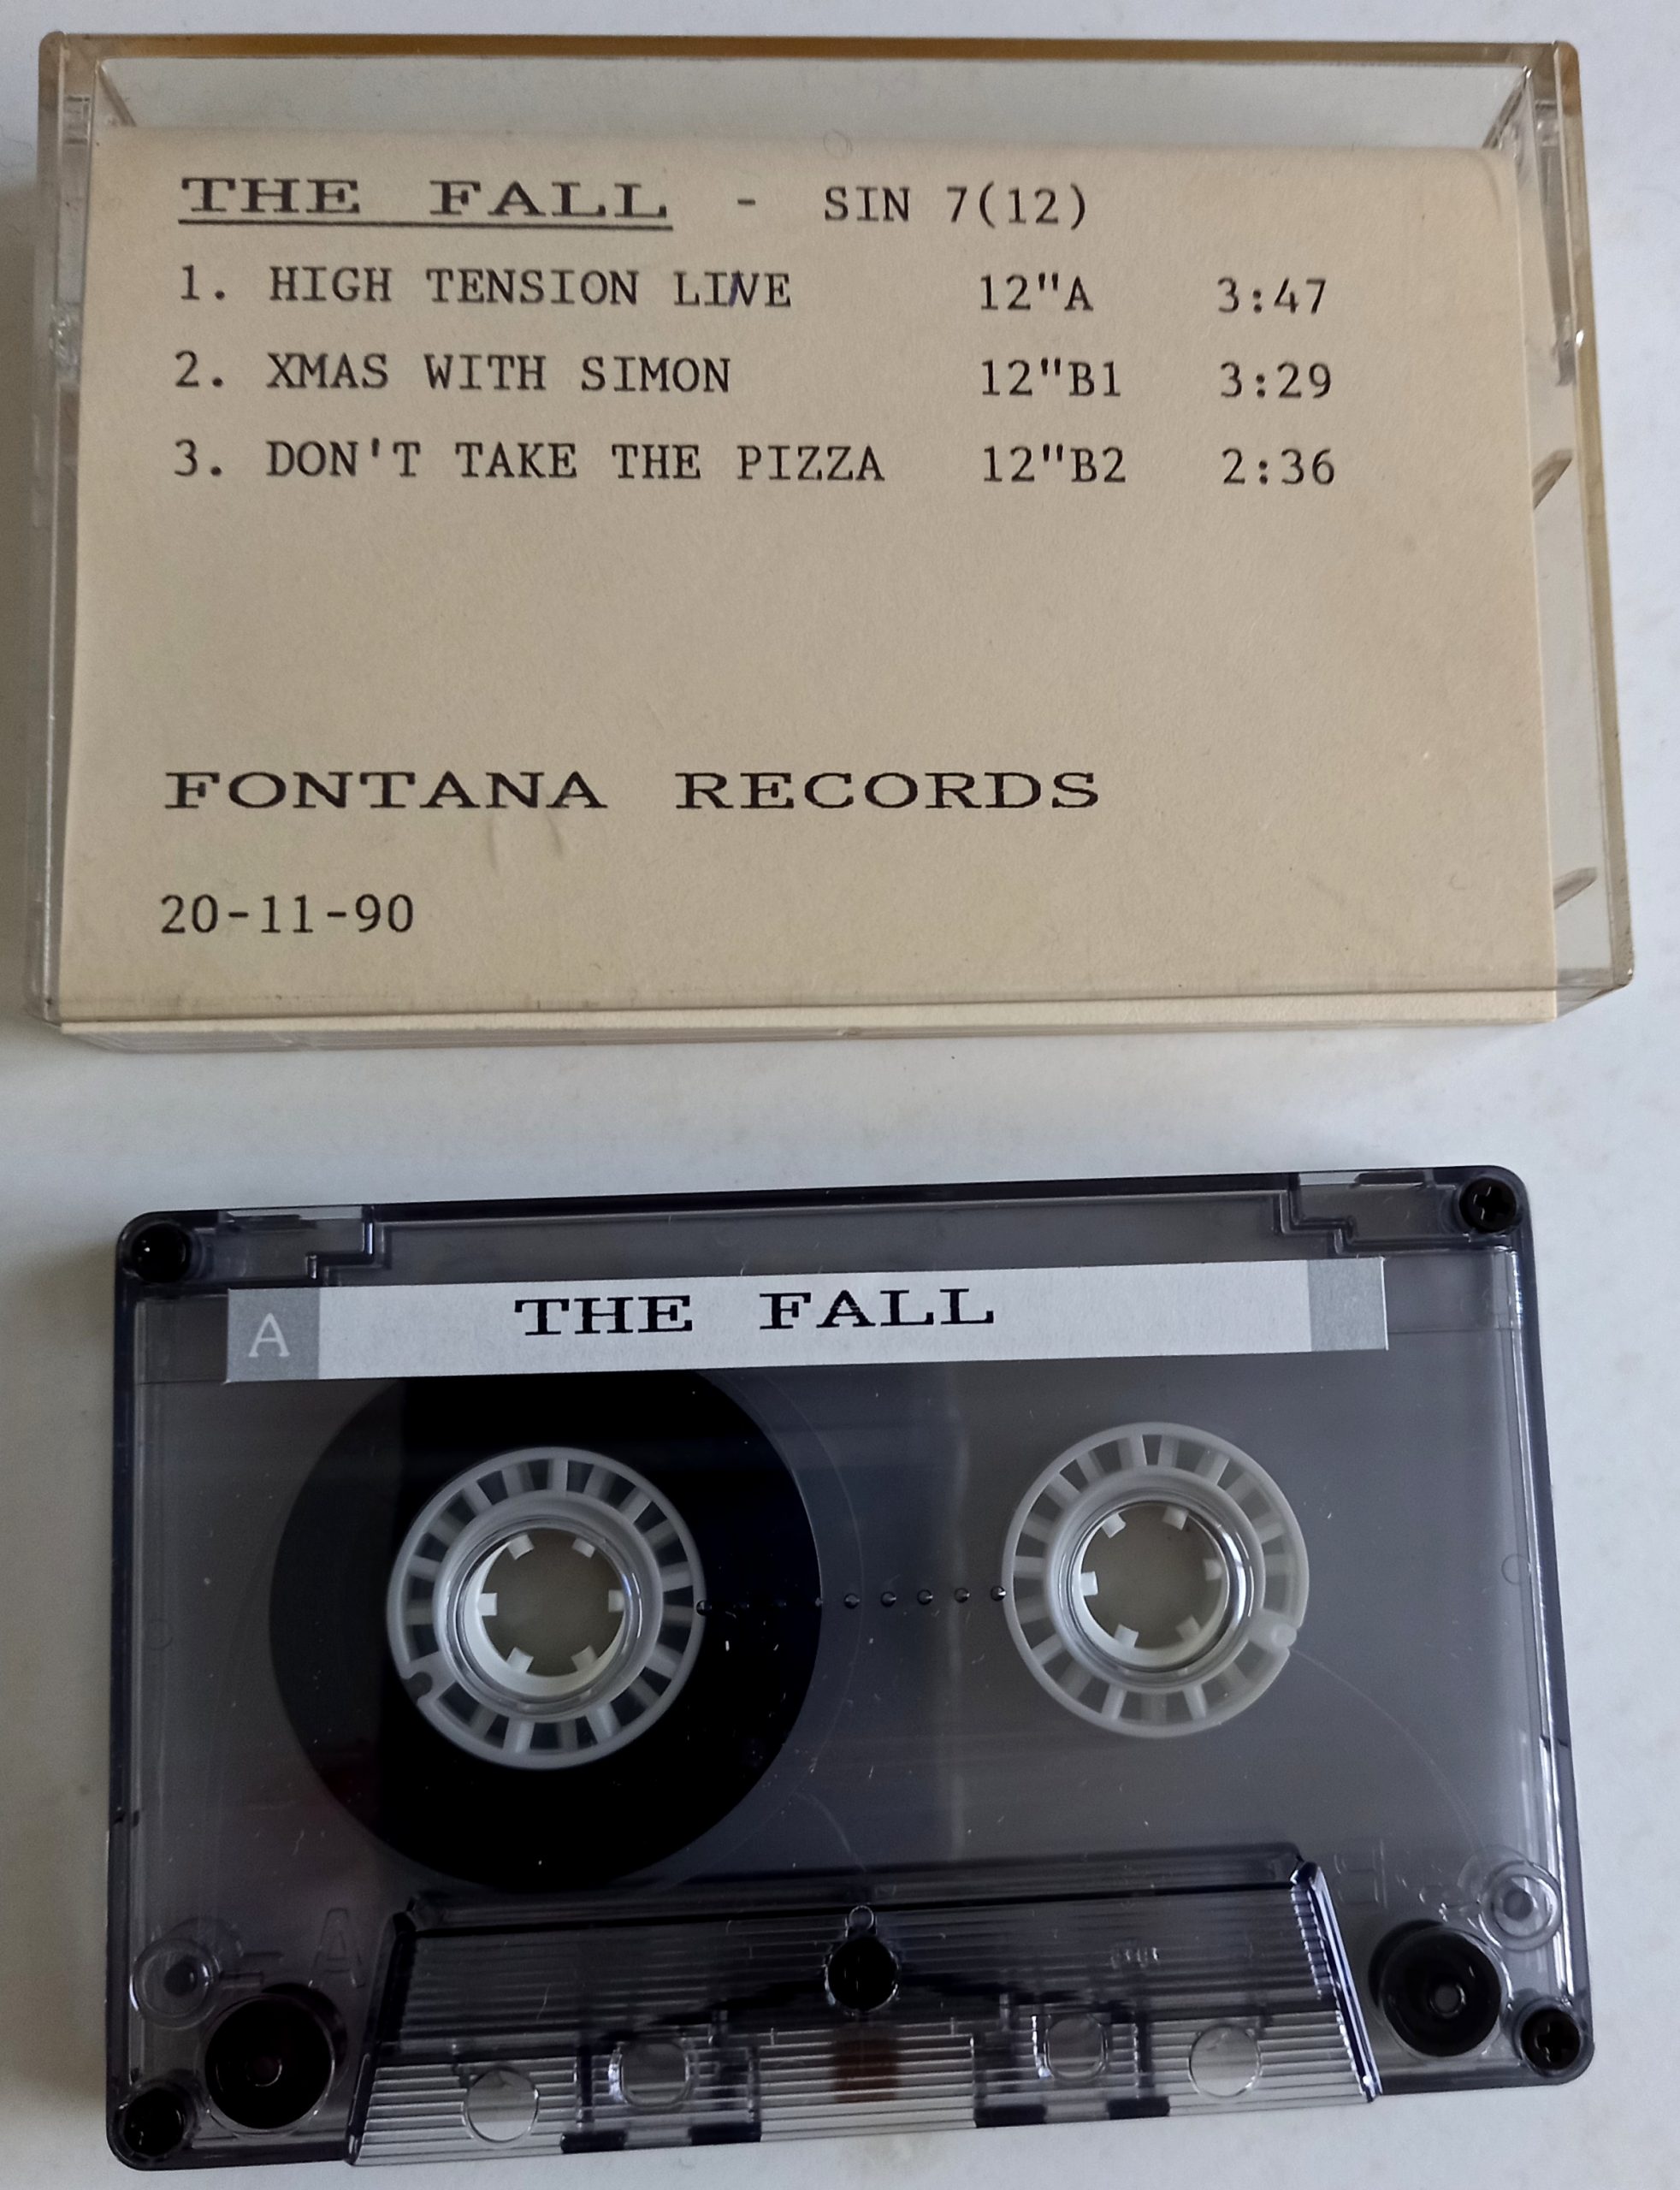 THE FALL - SIN 7(12)
1. HIGH TENSION LINE 12"A 3:47
2. XMAS WITH SIMON 12"B1 3:29
3. DON'T TAKE THE PIZZA 12"B2 2:36
FONTANA RECORDS
20-11-90
A THE FALL
A